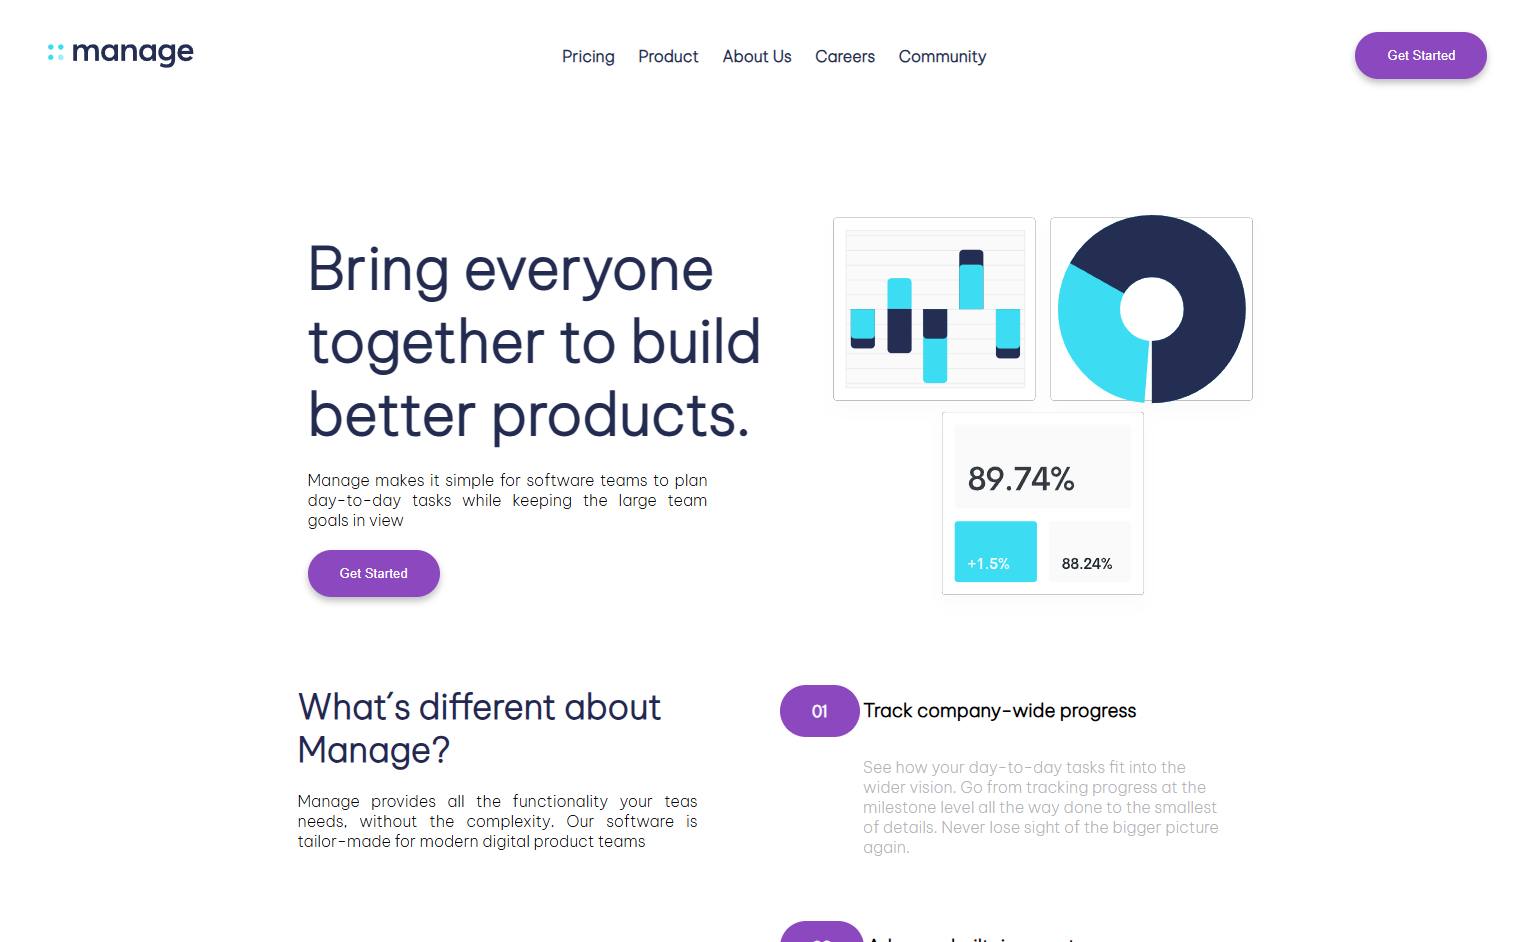 manage
Pricing Product About Us Careers Community
Get Started
Bring everyone
together to build
better products.
Manage makes it simple for software teams to plan
day-to-day tasks while keeping the large team
goals in view
Get Started
89.74%
+1.5% 88.24%
What´s different about
Manage?
Manage provides all the functionality your teas
needs, without the complexity. Our software is
tailor-made for modern digital product teams
01 Track company-wide progress
See how your day-to-day tasks fit into the
wider vision. Go from tracking progress at the
milestone level all the way done to the smallest
of details. Never lose sight of the bigger picture
again.